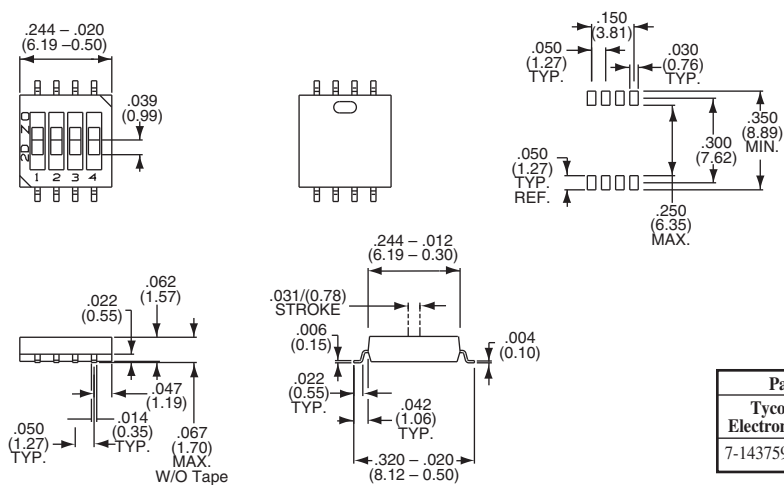 .244 – .020
(6.19 –0.50)
.039
(0.99)
1 2 3 4
.150
(3.81)
.050
(1.27)
TYP.
.030
(0.76)
TYP.
.350
(8.89)
MIN.
.300
(7.62)
.050
(1.27)
TYP.
REF.
.250
(6.35)
MAX.
.062
(1.57)
.022
(0.55)
.047
(1.19)
.014
(0.35)
TYP.
.050
(1.27)
TYP.
.067
(1.70)
MAX.
W/O Tape
.244 – .012
(6.19 – 0.30)
.031/(0.78)
STROKE
.006
(0.15)
.004
(0.10)
.022
(0.55)
TYP.
.042
(1.06)
TYP.
.320 – .020
(8.12 – 0.50)
Pa
Tyco
Electron
7-143759